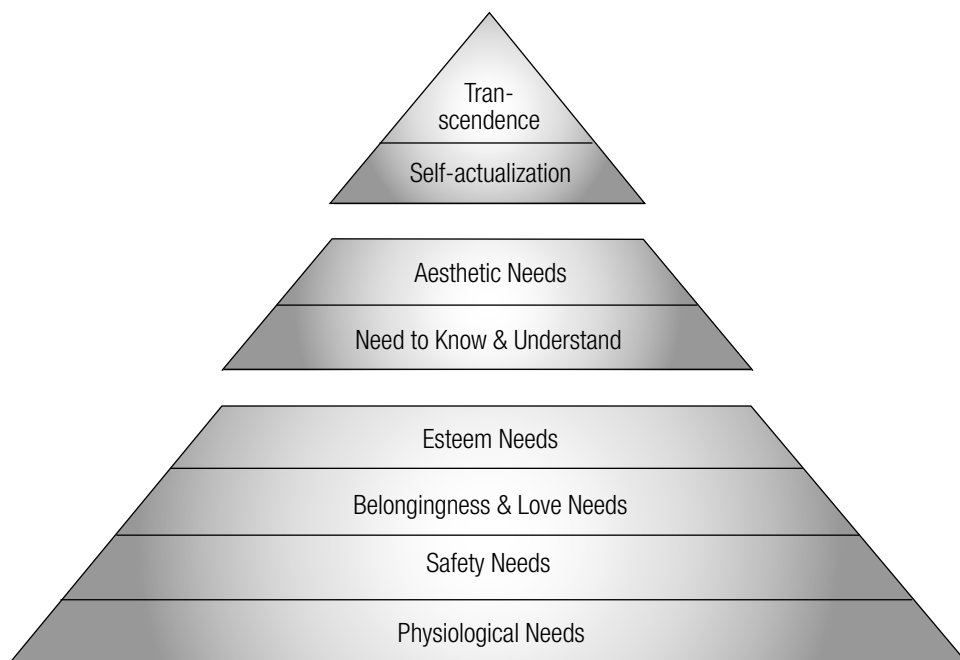 Tran-
scendence
Self-actualization
Aesthetic Needs
Need to Know & Understand
Esteem Needs
Belongingness & Love Needs
Safety Needs
Physiological Needs